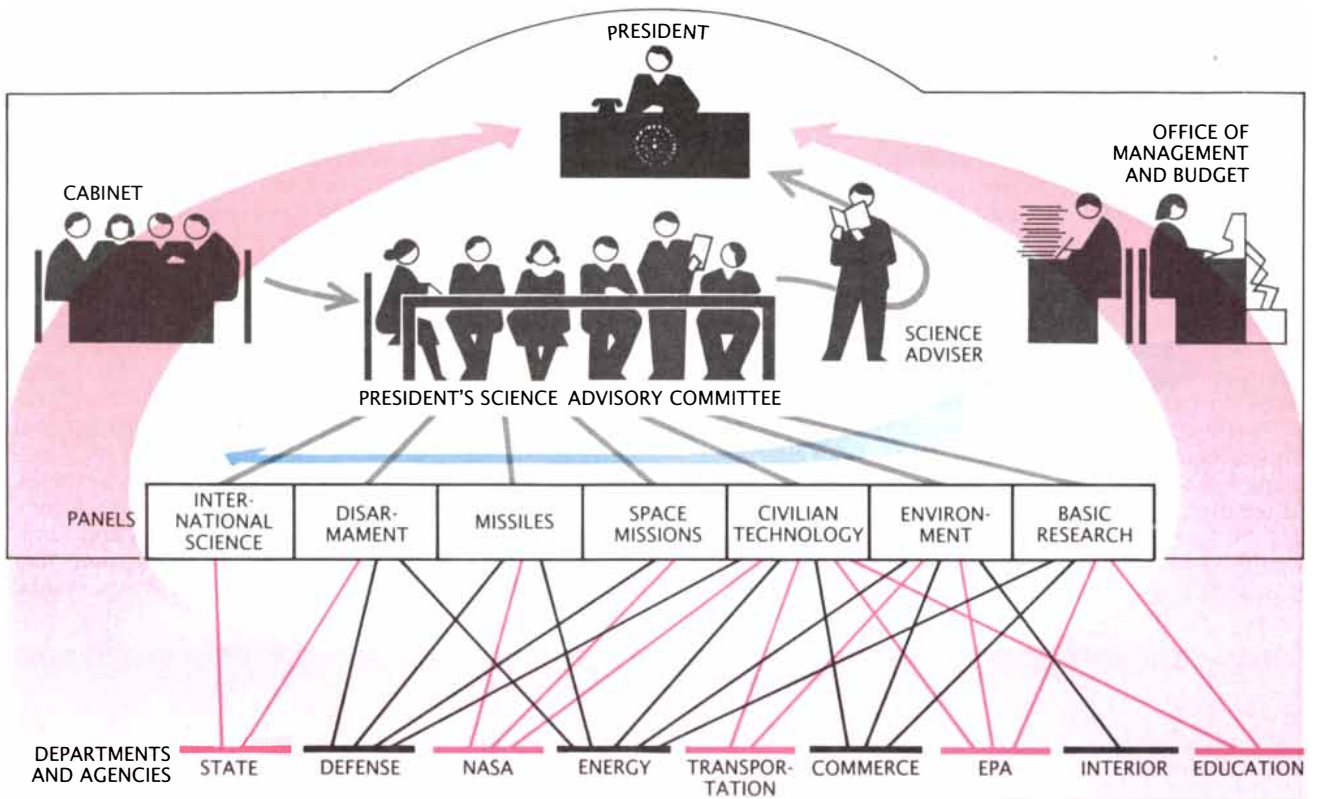 PRESIDENT
OFFICE OF
MANAGEMENT
AND BUDGET
CABINET
SCIENCE
ADVISER
PRESIDENT'S SCIENCE ADVISORY COMMITTEE
PANELS
INTER-
NATIONAL
SCIENCE
DISAR-
MAMENT
MISSILES
SPACE
MISSIONS
CIVILIAN
TECHNOLOGY
ENVIRON-
MENT
BASIC
RESEARCH
DEPARTMENTS
AND AGENCIES
STATE
DEFENSE
NASA
ENERGY
TRANSPOR-
TATION
COMMERCE
EPA
INTERIOR
EDUCATION